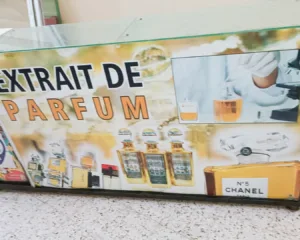 EXTRAIT DE
PARFUM
N°5
CHANEL